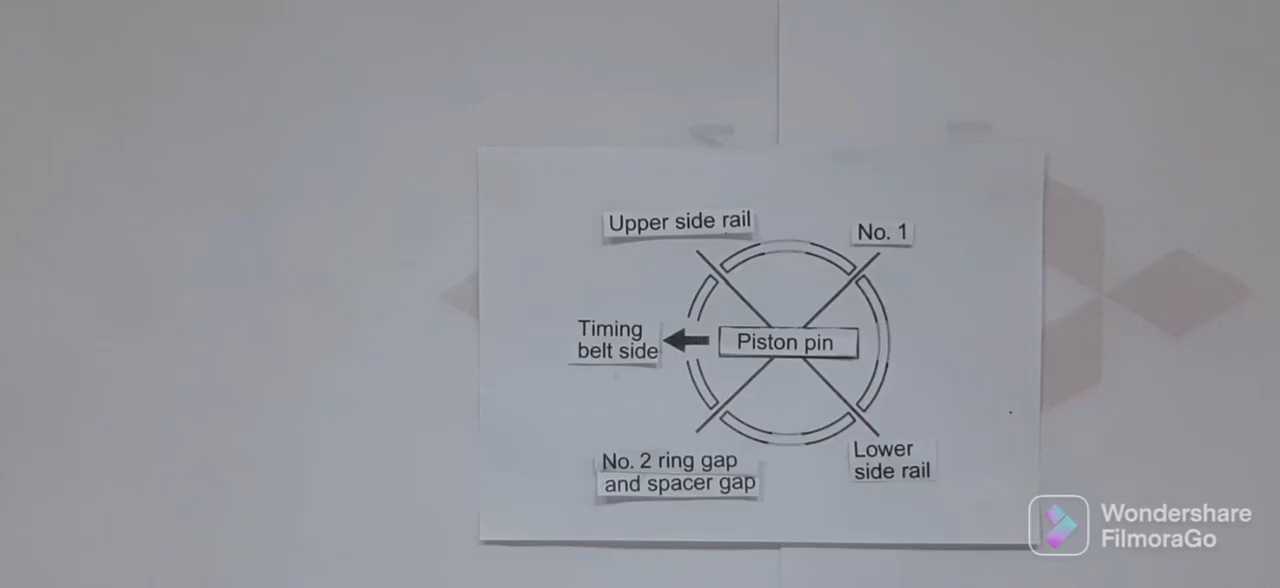 Upper side rail
No. 1
Timing
belt side
Piston pin
No. 2 ring gap
and spacer gap
Lower
side rail
Wondershare
FilmoraGo